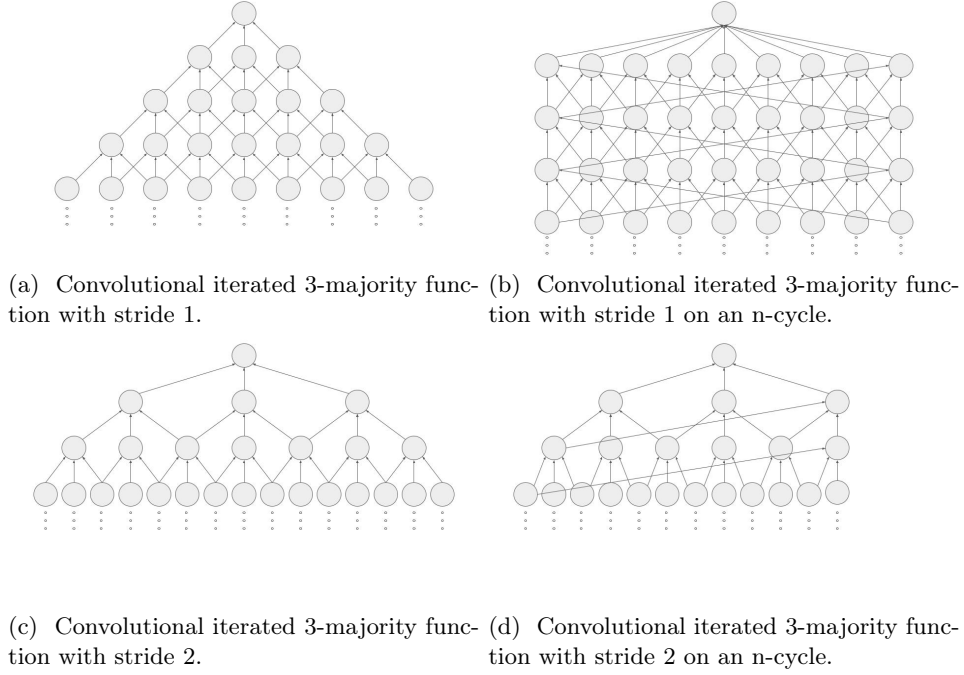 (a) Convolutional iterated 3-majority func-
tion with stride 1.
(b) Convolutional iterated 3-majority func-
tion with stride 1 on an n-cycle.
(c) Convolutional iterated 3-majority func-
tion with stride 2.
(d) Convolutional iterated 3-majority func-
tion with stride 2 on an n-cycle.